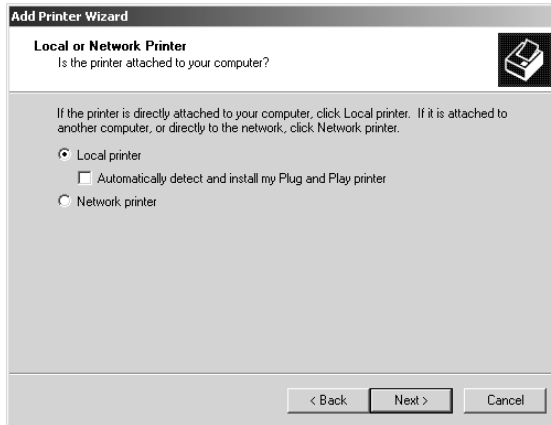 Add Printer Wizard
Local or Network Printer
Is the printer attached to your computer?
If the printer is directly attached to your computer, click Local printer. If it is attached to
another computer, or directly to the network, click Network printer.
Local printer
Automatically detect and install my Plug and Play printer
Network printer
< Back Next > Cancel